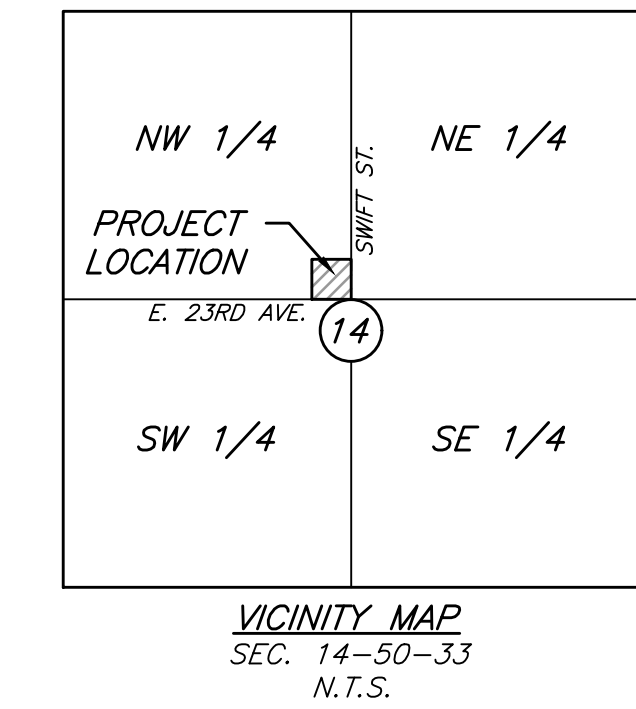 NW 1/4
NE 1/4
SWIFT ST.
PROJECT
LOCATION
E. 23RD AVE.
14
SW 1/4
SE 1/4
VICINITY MAP
SEC. 14-50-33
N.T.S.